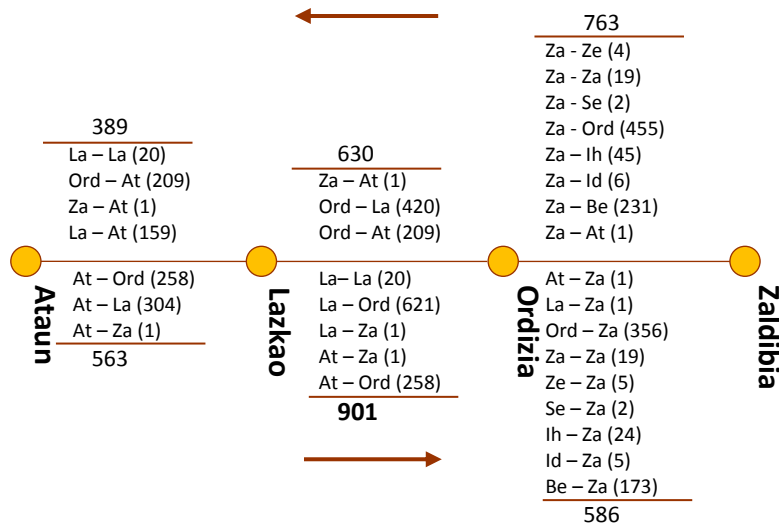 763
Za - Ze (4)
Za - Za (19)
Za - Se (2)
Za - Ord (455)
Za – Ih (45)
Za – Id (6)
Za – Be (231)
Za – At (1)
389
La – La (20)
Ord – At (209)
Za – At (1)
La – At (159)
630
Za – At (1)
Ord – La (420)
Ord – At (209)
Ataun
Lazkao
Ordizia
Zaldibia
At – Ord (258)
At – La (304)
At – Za (1)
563
La– La (20)
La – Ord (621)
La – Za (1)
At – Za (1)
At – Ord (258)
901
At – Za (1)
La – Za (1)
Ord – Za (356)
Za – Za (19)
Ze – Za (5)
Se – Za (2)
Ih – Za (24)
Id – Za (5)
Be – Za (173)
586